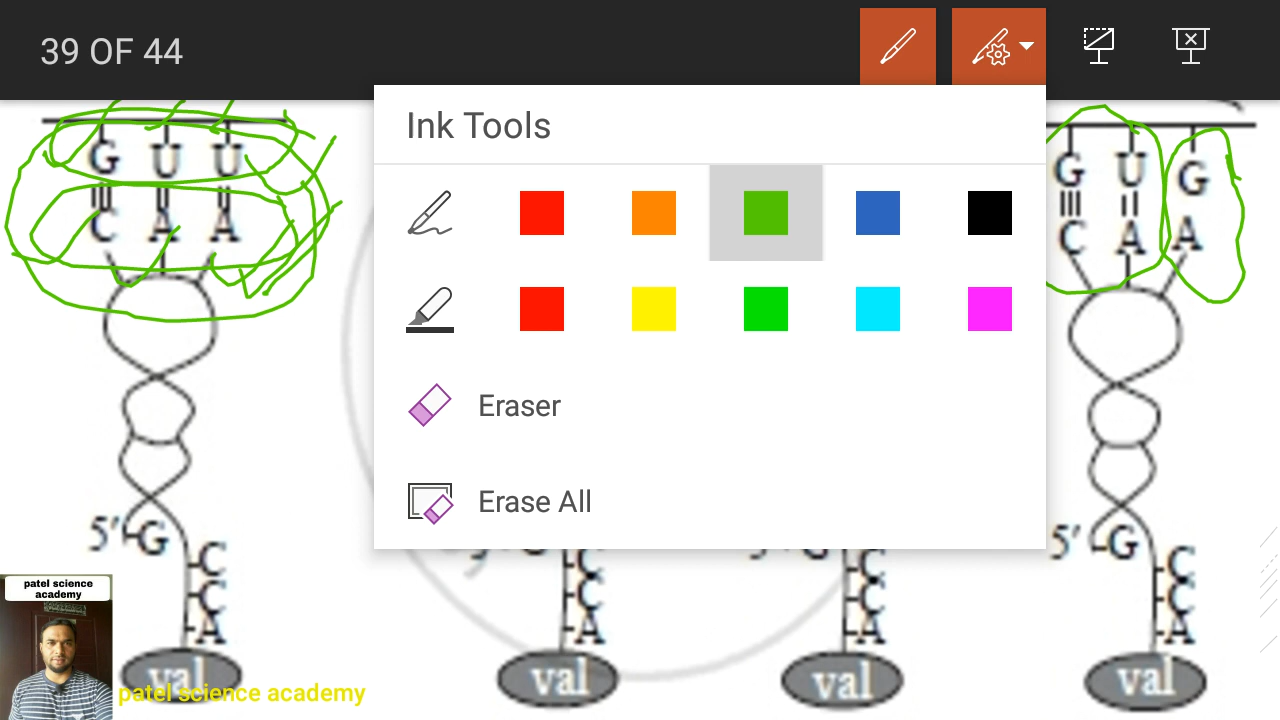 39 OF 44
Ink Tools
Eraser
Erase All
G U U
C A A
G U G
C A A
5' G
C
C
A
val
G
C
C
A
val
G
C
C
A
val
5' G
C
C
A
val
patel science
academy
patel science academy